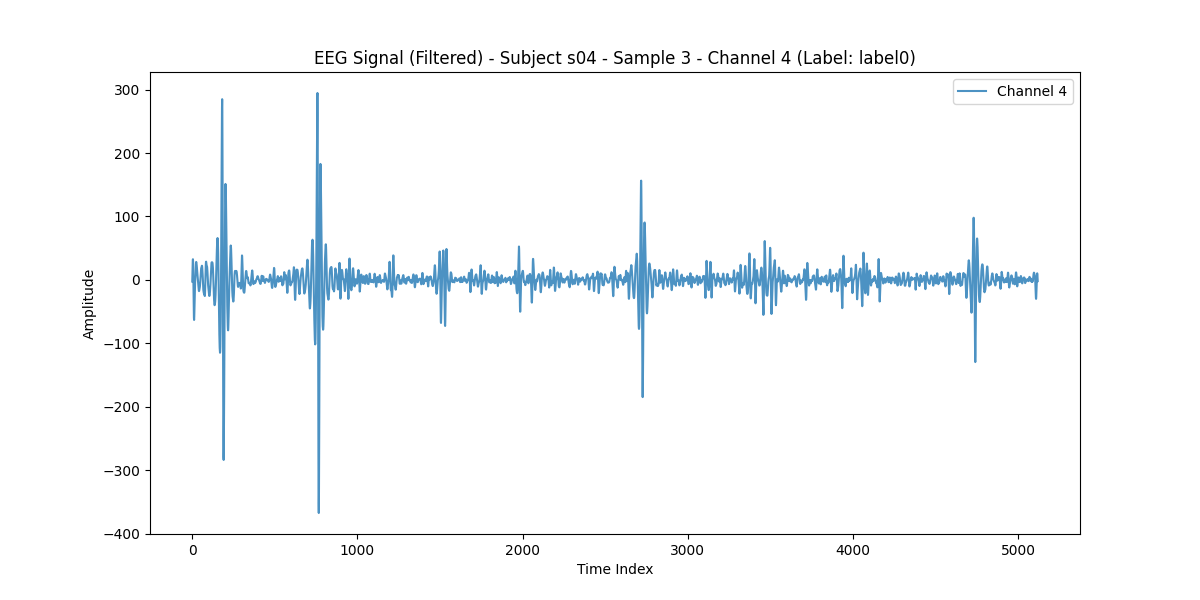 EEG Signal (Filtered) - Subject s04 - Sample 3 - Channel 4 (Label: label0)
Channel 4
300
200
100
0
−100
−200
−300
−400
Amplitude
0 1000 2000 3000 4000 5000
Time Index